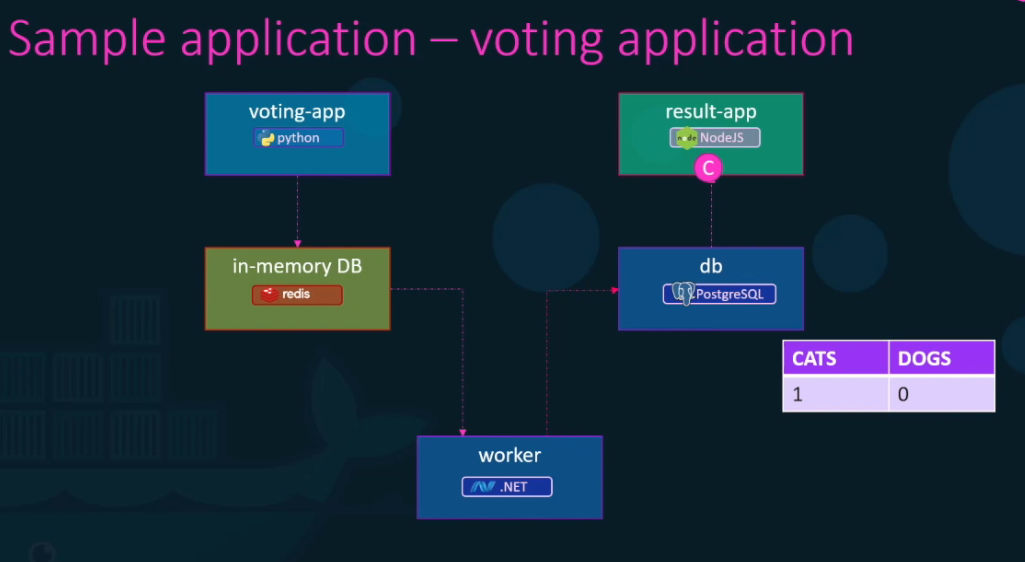 Sample application – voting application
voting-app
python
result-app
node NodeJS
C
in-memory DB
redis
db
PostgreSQL
CATS DOGS
1 0
worker
.NET